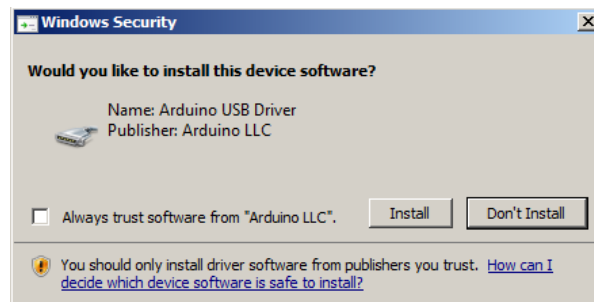 Windows Security
Would you like to install this device software?
Name: Arduino USB Driver
Publisher: Arduino LLC
Always trust software from "Arduino LLC".
Install
Don't Install
You should only install driver software from publishers you trust. How can I
decide which device software is safe to install?